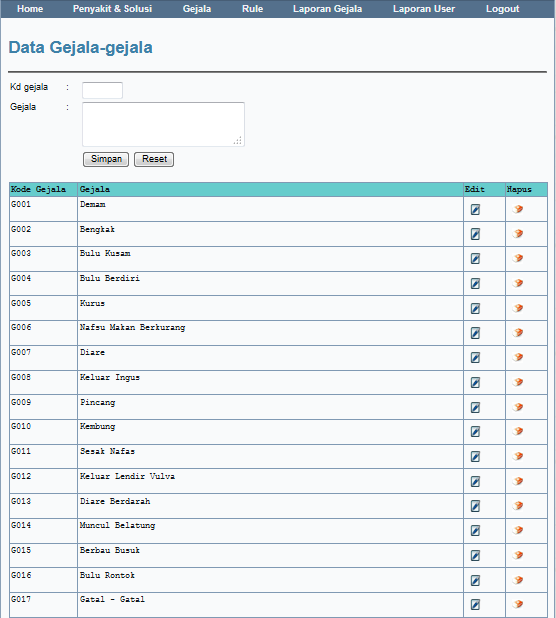 Home Penyakit & Solusi Gejala Rule Laporan Gejala Laporan User Logout
Data Gejala-gejala
Kd gejala :
Gejala :
Simpan Reset
Kode Gejala Gejala Edit Hapus
G001 Demam
G002 Bengkak
G003 Bulu Kusam
G004 Bulu Berdiri
G005 Kurus
G006 Nafsu Makan Berkurang
G007 Diare
G008 Keluar Ingus
G009 Pincang
G010 Kembung
G011 Sesak Nafas
G012 Keluar Lendir Vulva
G013 Diare Berdarah
G014 Muncul Belatung
G015 Berbau Busuk
G016 Bulu Rontok
G017 Gatal - Gatal